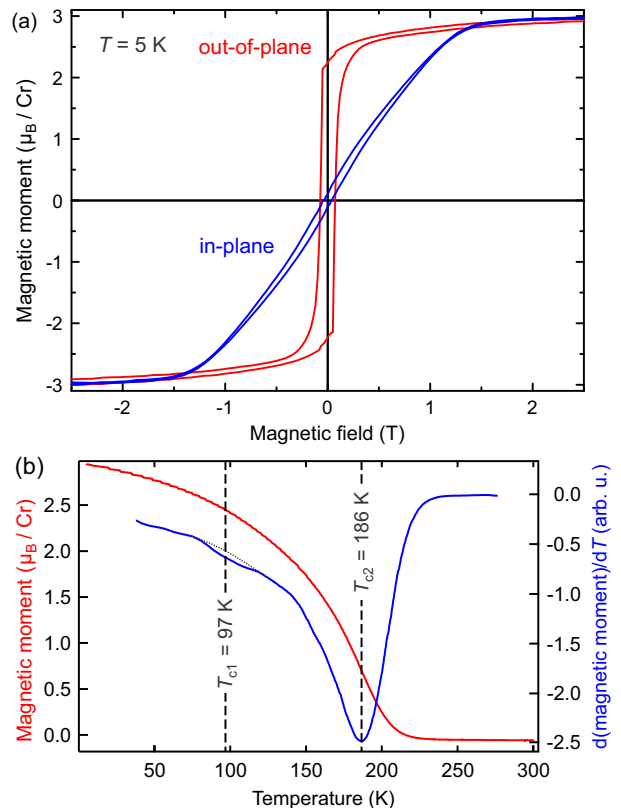 (a)
T = 5 K
out-of-plane
in-plane
Magnetic moment (μB / Cr)
3
2
1
0
-1
-2
-3
-2
-1
0
1
2
Magnetic field (T)
(b)
Magnetic moment (μB / Cr)
2.5
2.0
1.5
1.0
0.5
0.0
Tc1 = 97 K
Tc2 = 186 K
0.0
-0.5
-1.0
-1.5
-2.0
-2.5
d(magnetic moment)/dT (arb. u.)
50
100
150
200
250
300
Temperature (K)